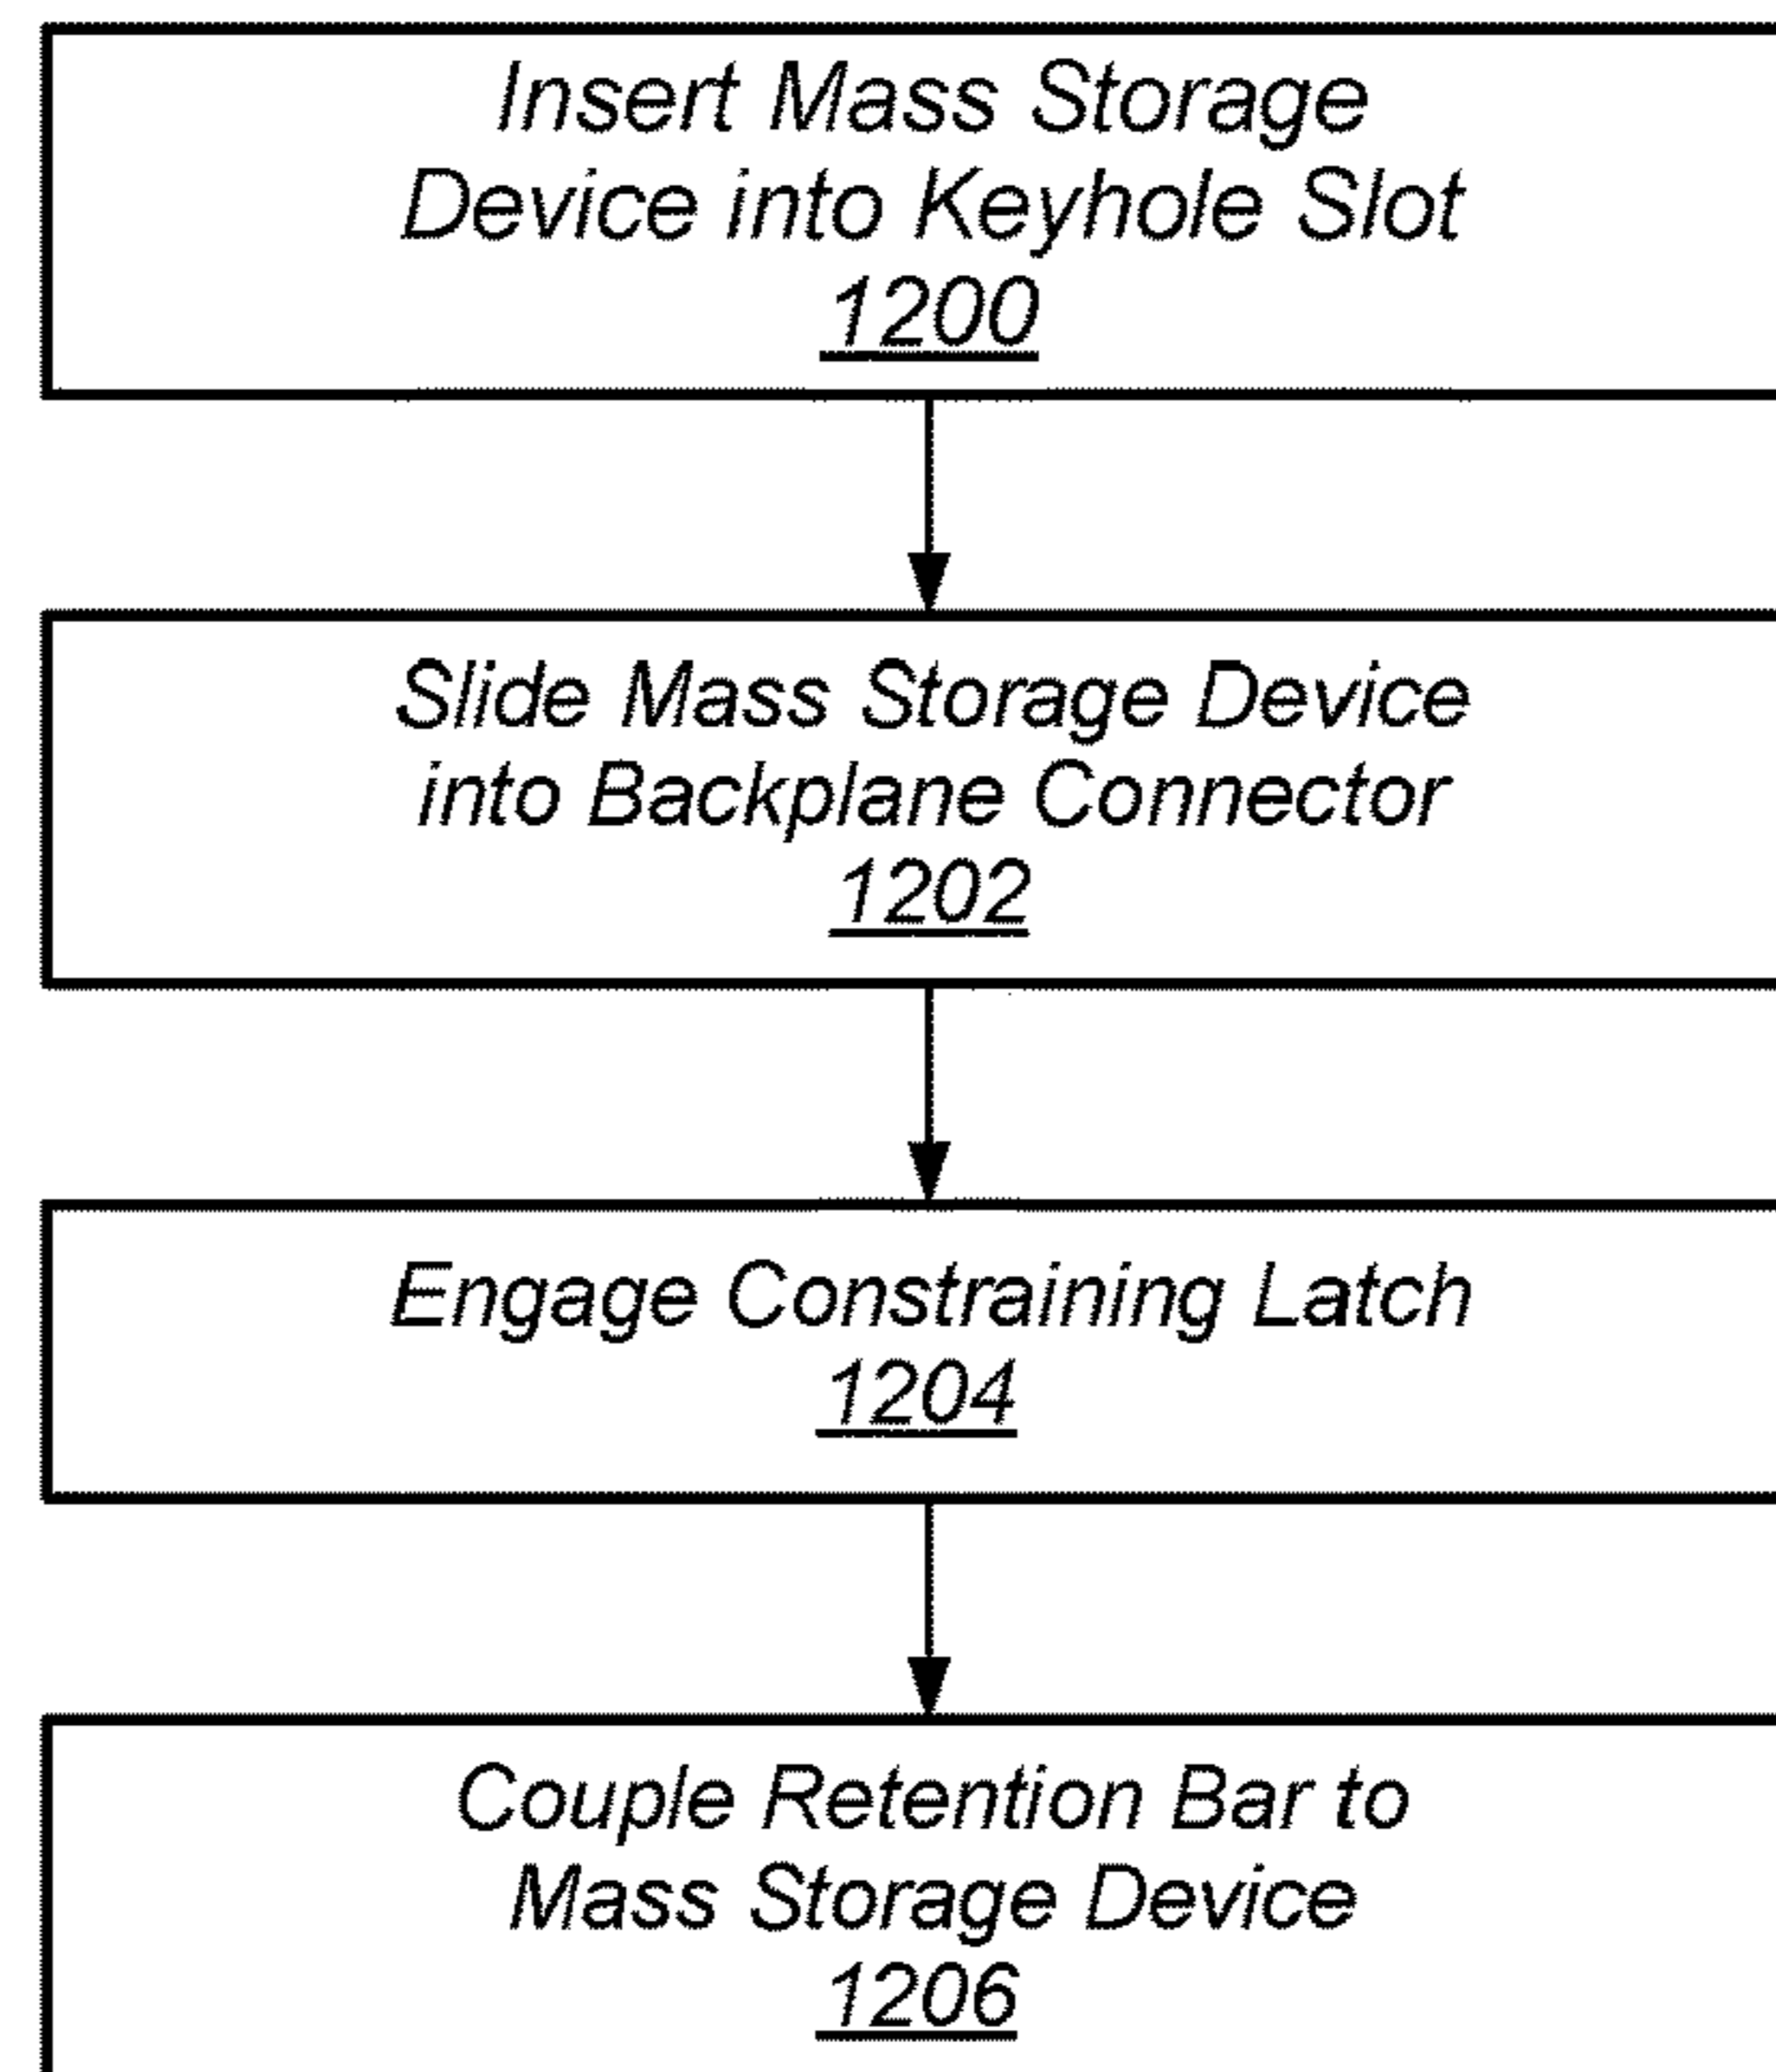 Insert Mass Storage
Device into Keyhole Slot
1200
Slide Mass Storage Device
into Backplane Connector
1202
Engage Constraining Latch
1204
Couple Retention Bar to
Mass Storage Device
1206